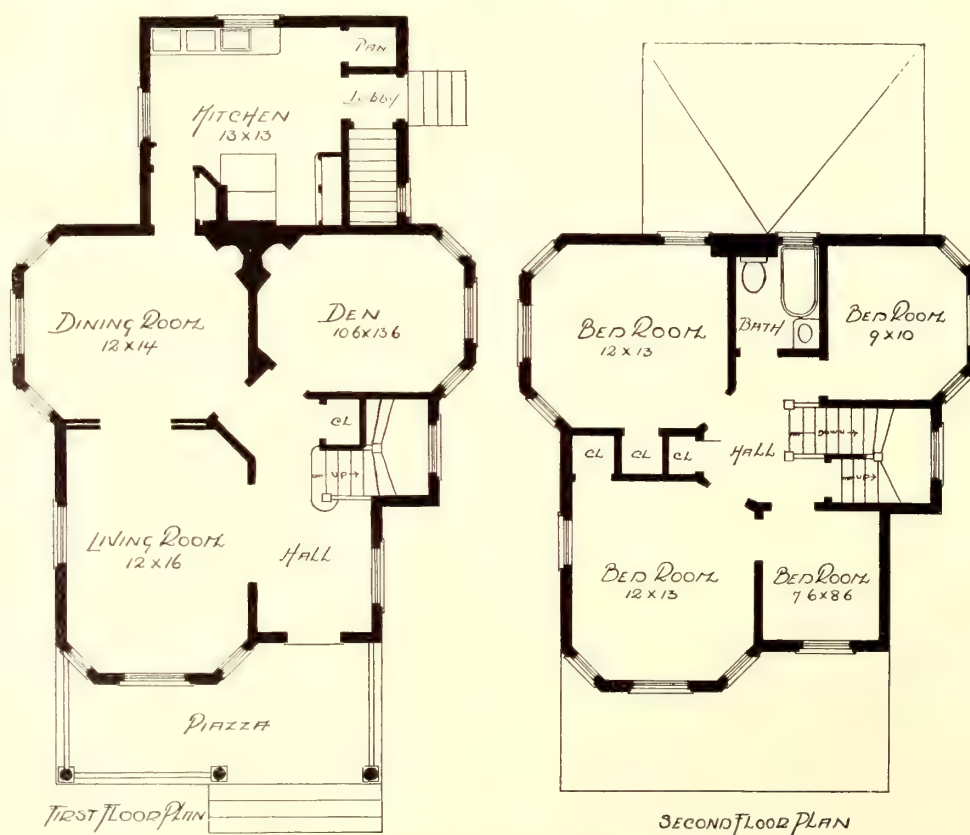 PAN
Lobby
KITCHEN
13 X 13
DINING ROOM
12 X 14
DEN
10 6 X 13 6
CL
UP
LIVING ROOM
12 X 16
HALL
PIAZZA
FIRST FLOOR PLAN
BED ROOM
12 X 13
BATH
BED ROOM
9 X 10
CL
CL
CL
HALL
DOWN
UP
BED ROOM
12 X 13
BED ROOM
7 6 X 8 6
SECOND FLOOR PLAN